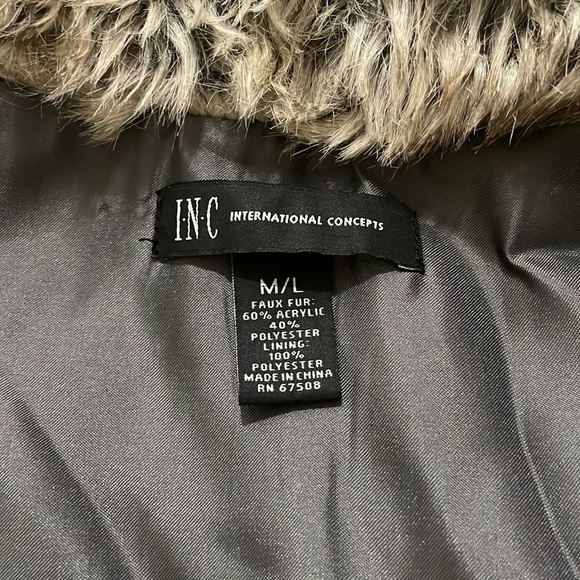 I·N·C INTERNATIONAL CONCEPTS
M/L
FAUX FUR:
60% ACRYLIC
40%
POLYESTER
LINING:
100%
POLYESTER
MADE IN CHINA
RN 67508